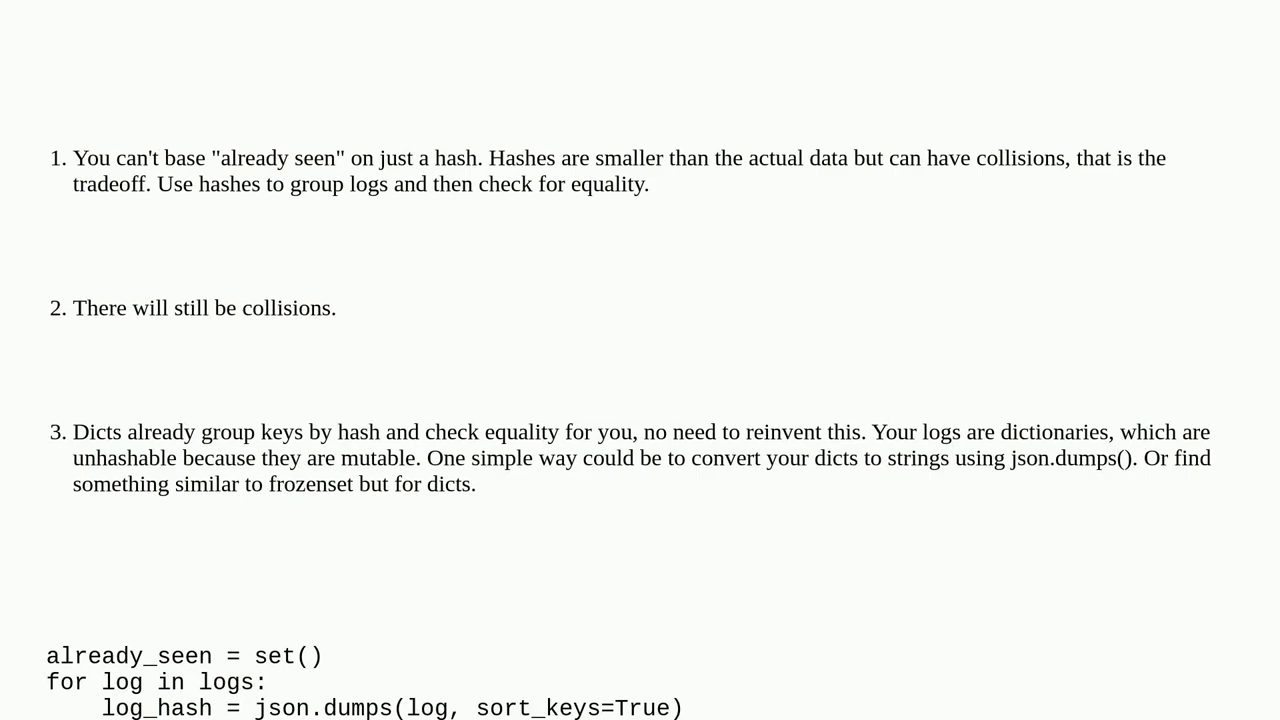 1. You can't base "already seen" on just a hash. Hashes are smaller than the actual data but can have collisions, that is the
tradeoff. Use hashes to group logs and then check for equality.
2. There will still be collisions.
3. Dicts already group keys by hash and check equality for you, no need to reinvent this. Your logs are dictionaries, which are
unhashable because they are mutable. One simple way could be to convert your dicts to strings using json.dumps(). Or find
something similar to frozenset but for dicts.
already_seen = set()
for log in logs:
    log_hash = json.dumps(log, sort_keys=True)